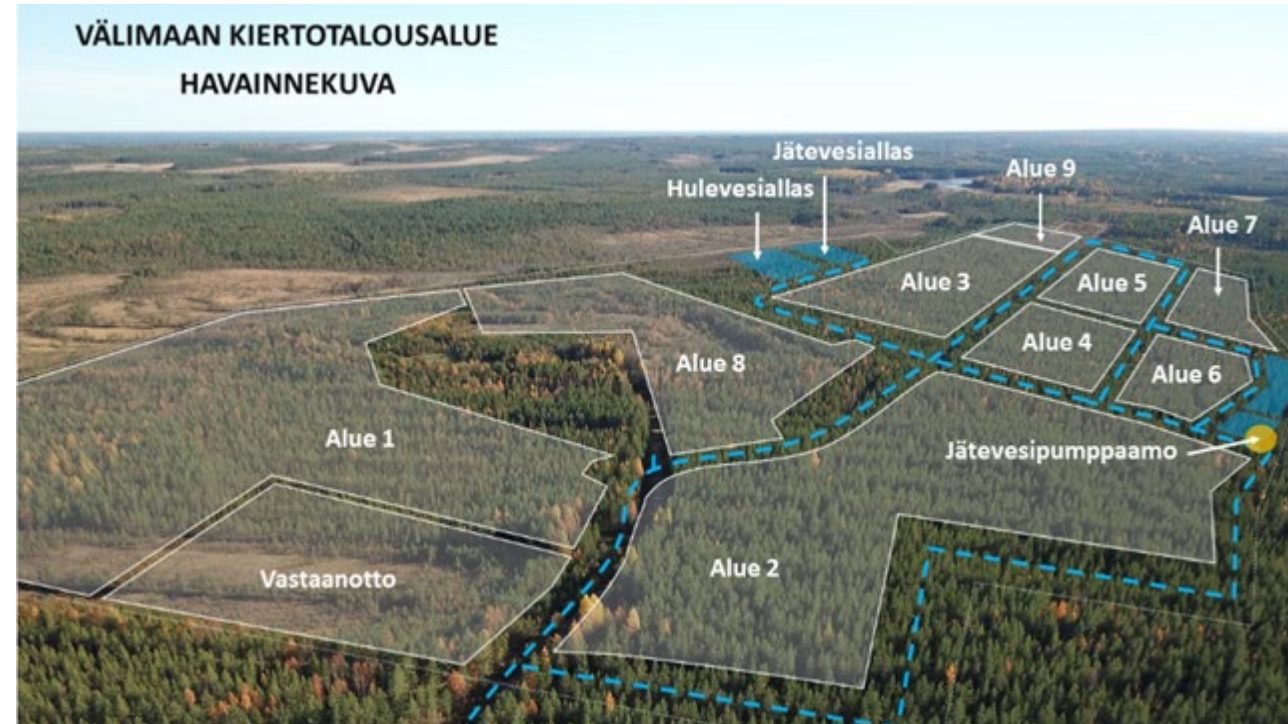 VÄLIMAAN KIERTOTALOUSALUE
HAVAINNEKUVA
Jätevesiallas
Hulevesiallas
Alue 9
Alue 7
Alue 3
Alue 5
Alue 4
Alue 8
Alue 6
Alue 1
Jätevesipumppaamo
Alue 2
Vastaanotto